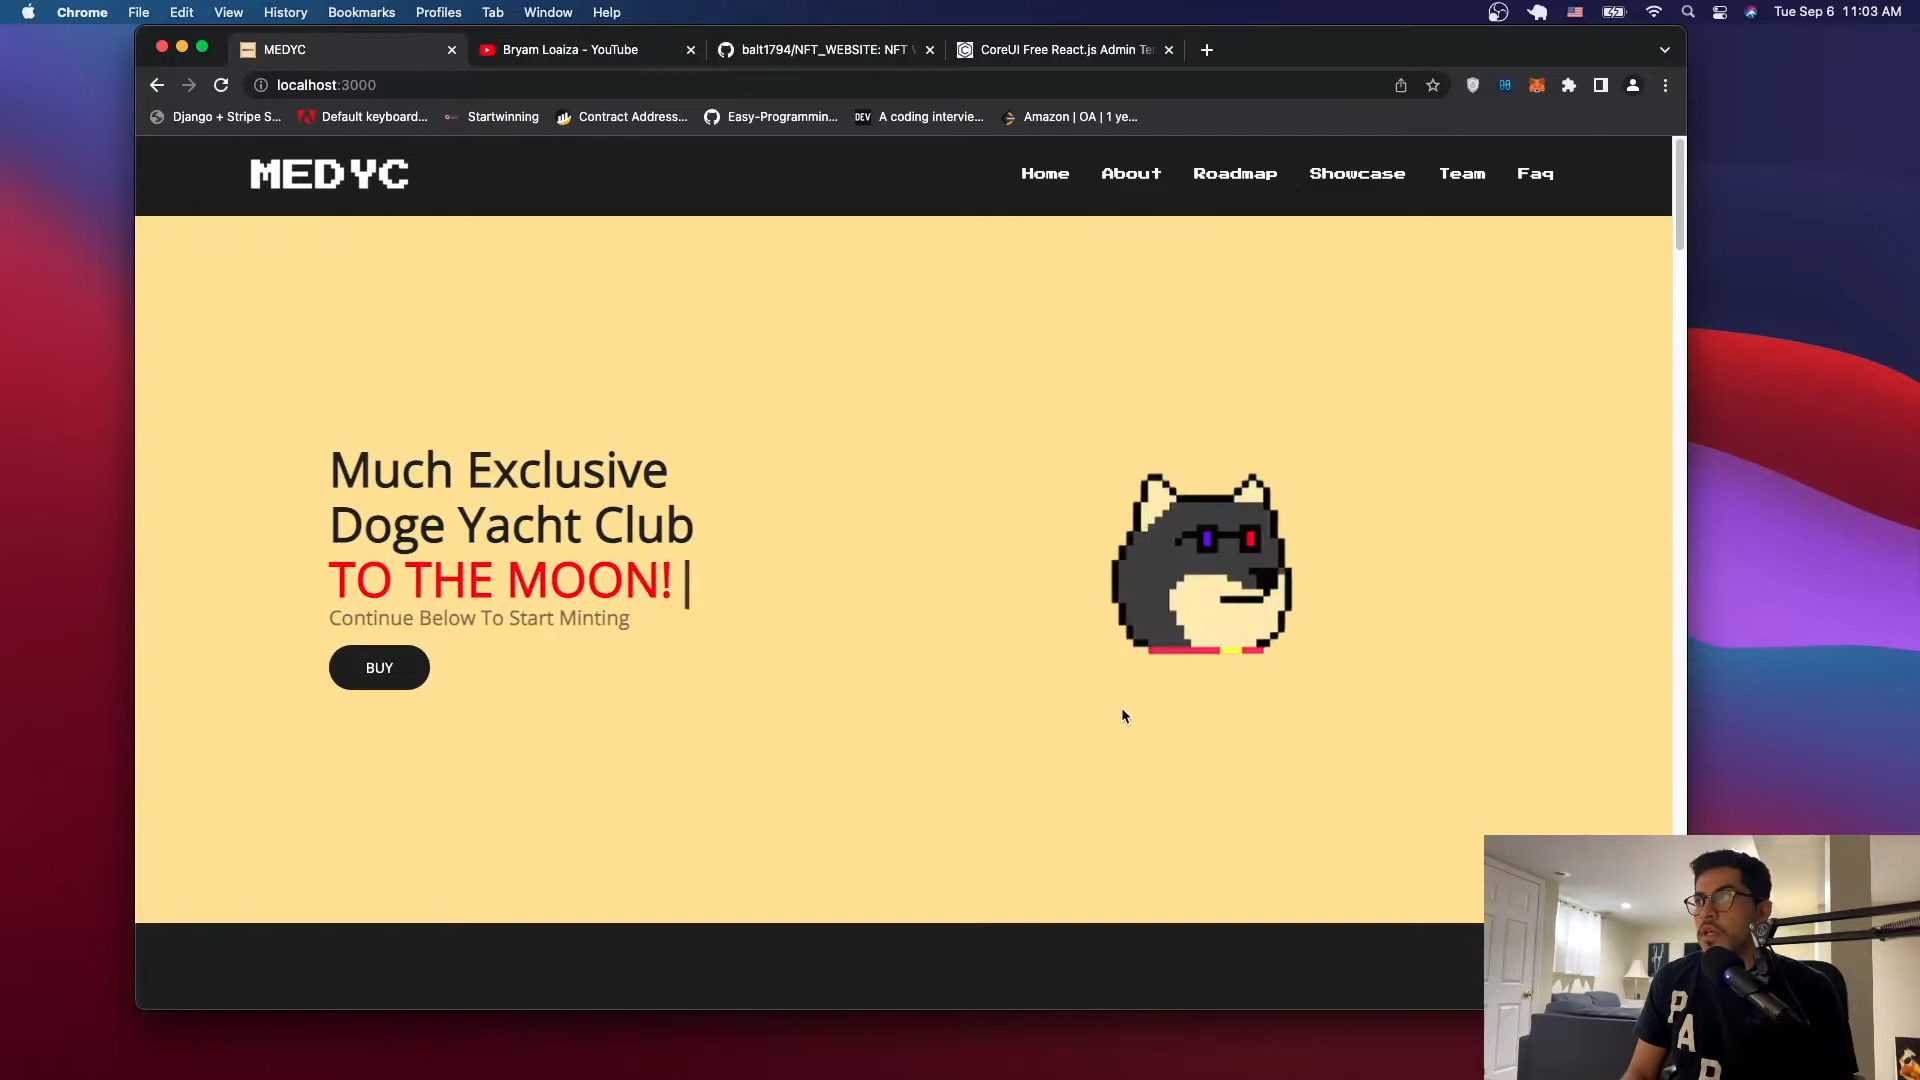 Chrome File Edit View History Bookmarks Profiles Tab Window Help Tue Sep 6 11:03 AM
MEDYC Bryam Loaiza - YouTube balt1794/NFT_WEBSITE: NFT CoreUI Free React.js Admin Te
localhost:3000
Django + Stripe S... Default keyboard... Startwinning Contract Address... Easy-Programmin... DEV A coding intervie... Amazon | OA | 1 ye...
MEDYC Home About Roadmap Showcase Team Faq
Much Exclusive
Doge Yacht Club
TO THE MOON!|
Continue Below To Start Minting
BUY
PA
A